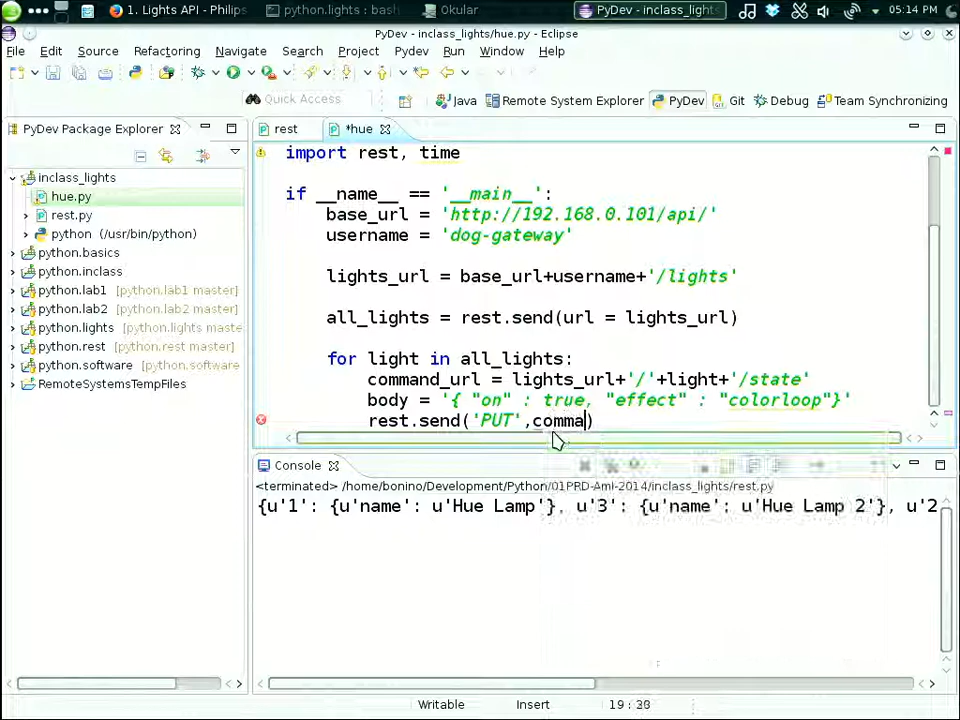 1. Lights API - Philips
python.lights : bash
Okular
PyDev - inclass_lights
05:14 PM
PyDev - inclass_lights/hue.py - Eclipse
File Edit Source Refactoring Navigate Search Project Pydev Run Window Help
Quick Access
Java Remote System Explorer PyDev Git Debug Team Synchronizing
PyDev Package Explorer
rest *hue
inclass_lights
hue.py
rest.py
python (/usr/bin/python)
python.basics
python.inclass
python.lab1 [python.lab1 master]
python.lab2 [python.lab2 master]
python.lights [python.lights maste
python.rest [python.rest master]
python.software [python.software
RemoteSystemsTempFiles
import rest, time
if __name__ == '__main__':
base_url = 'http://192.168.0.101/api/'
username = 'dog-gateway'
lights_url = base_url+username+'/lights'
all_lights = rest.send(url = lights_url)
for light in all_lights:
command_url = lights_url+'/'+light+'/state'
body = '{ "on" : true, "effect" : "colorloop"}'
rest.send('PUT',comma)
Console
<terminated> /home/bonino/Development/Python/01PRD-AmI-2014/inclass_lights/rest.py
{u'1': {u'name': u'Hue Lamp'}, u'3': {u'name': u'Hue Lamp 2'}, u'2
Writable Insert 19 : 28